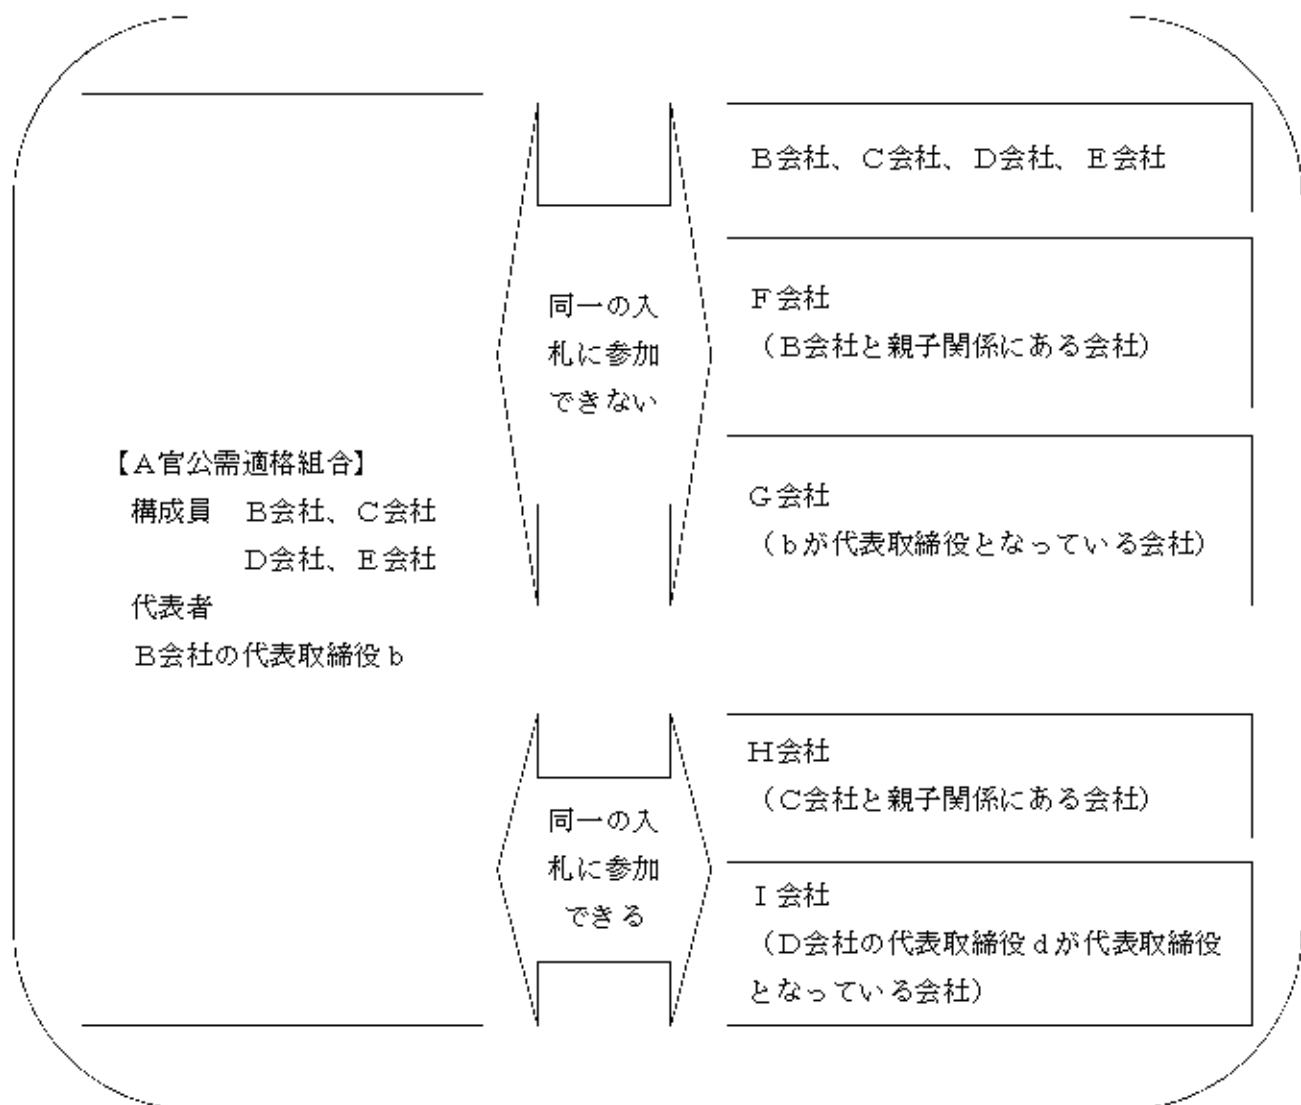 【Ａ官公需適格組合】
構成員　Ｂ会社、Ｃ会社
Ｄ会社、Ｅ会社
代表者
Ｂ会社の代表取締役ｂ
同一の入
札に参加
できない
Ｂ会社、Ｃ会社、Ｄ会社、Ｅ会社
Ｆ会社
（Ｂ会社と親子関係にある会社）
Ｇ会社
（ｂが代表取締役となっている会社）
同一の入
札に参加
できる
Ｈ会社
（Ｃ会社と親子関係にある会社）
Ｉ会社
（Ｄ会社の代表取締役ｄが代表取締役
となっている会社）